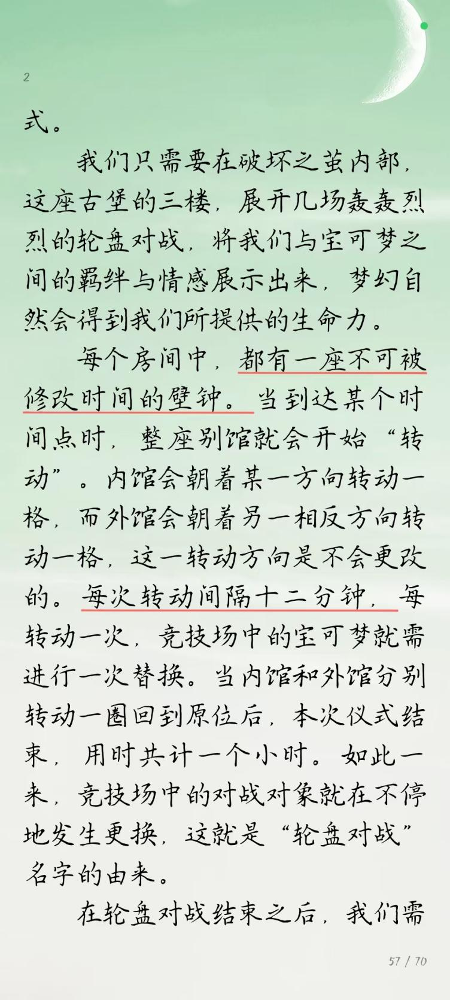 2
式。
我们只需要在破坏之茧内部，
这座古堡的三楼，展开几场轰轰烈
烈的轮盘对战，将我们与宝可梦之
间的羁绊与情感展示出来，梦幻自
然会得到我们所提供的生命力。
每个房间中，都有一座不可被
修改时间的壁钟。当到达某个时
间点时，整座别馆就会开始“转
动”。内馆会朝着某一方向转动一
格，而外馆会朝着另一相反方向转
动一格，这一转动方向是不会更改
的。每次转动间隔十二分钟，每
转动一次，竞技场中的宝可梦就需
进行一次替换。当内馆和外馆分别
转动一圈回到原位后，本次仪式结
束，用时共计一个小时。如此一
来，竞技场中的对战对象就在不停
地发生更换，这就是“轮盘对战”
名字的由来。
在轮盘对战结束之后，我们需
57 / 70